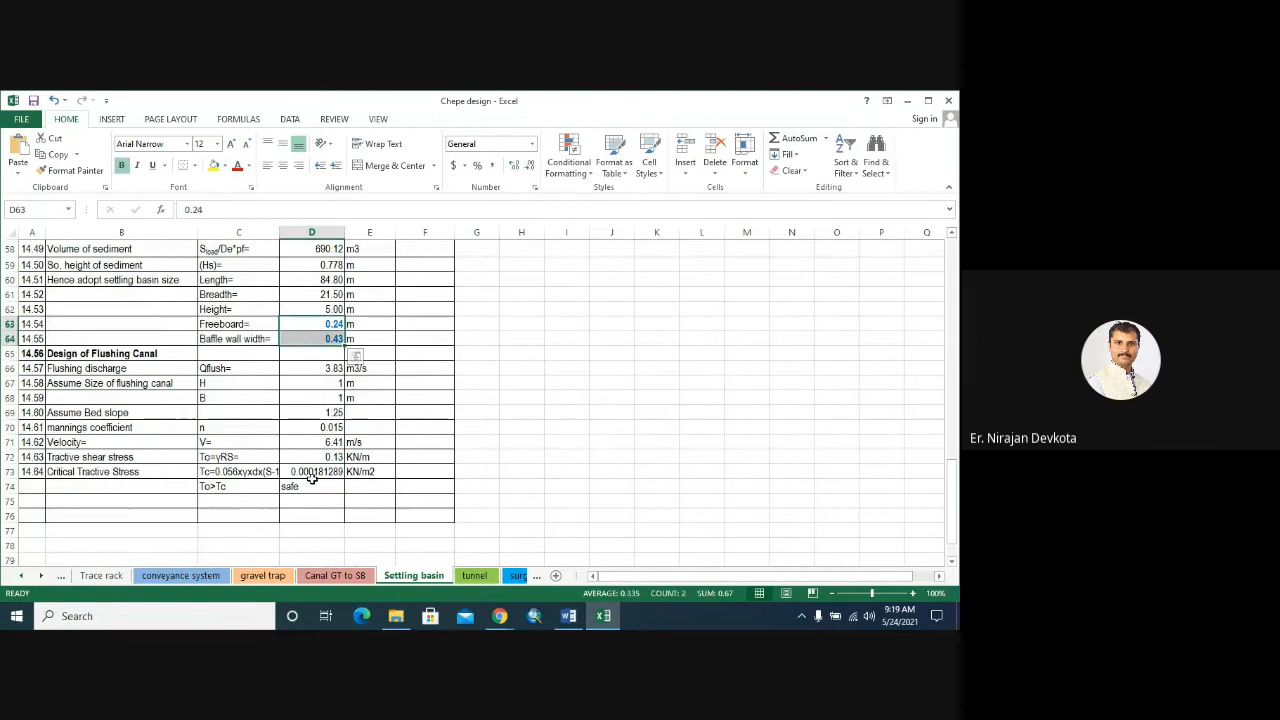 Chepe design - Excel
FILE HOME INSERT PAGE LAYOUT FORMULAS DATA REVIEW VIEW Sign in
Paste Cut Copy Format Painter Clipboard
Arial Narrow 12 B I U Font
Wrap Text Merge & Center Alignment
General $ % Number
Conditional Formatting Format as Table Cell Styles Styles
Insert Delete Format Cells
AutoSum Fill Clear Sort & Filter Find & Select Editing
D63 fx 0.24
A B C D E F G H I J K L M N O P Q
58 14.49 Volume of sediment Sload/De*pf= 690.12 m3
59 14.50 So, height of sediment (Hs)= 0.778 m
60 14.51 Hence adopt settling basin size Length= 84.80 m
61 14.52 Breadth= 21.50 m
62 14.53 Height= 5.00 m
63 14.54 Freeboard= 0.24 m
64 14.55 Baffle wall width= 0.43 m
65 14.56 Design of Flushing Canal
66 14.57 Flushing discharge Qflush= 3.83 m3/s
67 14.58 Assume Size of flushing canal H 1 m
68 14.59 B 1 m
69 14.60 Assume Bed slope 1.25
70 14.61 mannings coefficient n 0.015
71 14.62 Velocity= V= 6.41 m/s
72 14.63 Tractive shear stress To=γRS= 0.13 KN/m
73 14.64 Critical Tractive Stress Tc=0.056xγxdx(S-1 0.000181289 KN/m2
74 To>Tc safe
75
76
77
78
79
... Trace rack conveyance system gravel trap Canal GT to SB Settling basin tunnel surg ...
READY AVERAGE: 0.335 COUNT: 2 SUM: 0.67 100%
Search 9:19 AM
5/24/2021
Er. Nirajan Devkota